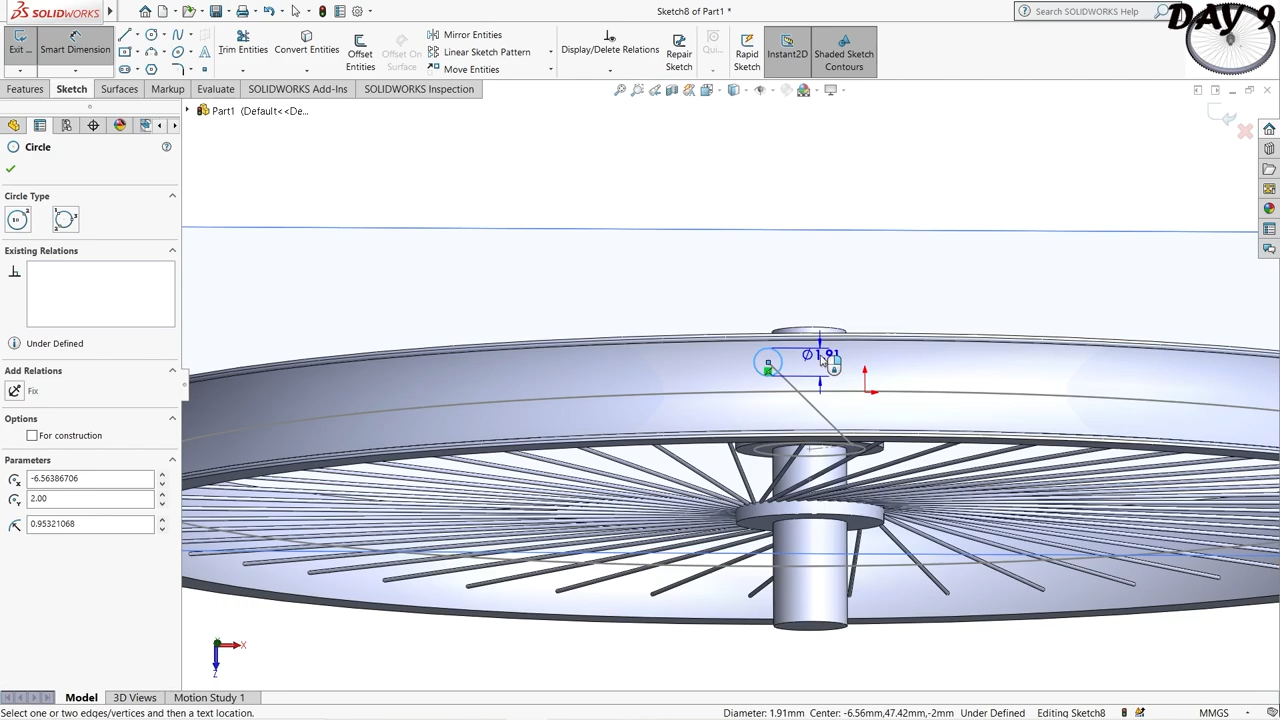 SOLIDWORKS
Sketch8 of Part1 *
Search SOLIDWORKS Help
DAY 9
Exit ...
Smart Dimension
Trim Entities
Convert Entities
Offset Entities
Offset On Surface
Mirror Entities
Linear Sketch Pattern
Move Entities
Display/Delete Relations
Repair Sketch
Qui...
Rapid Sketch
Instant2D
Shaded Sketch Contours
Features
Sketch
Surfaces
Markup
Evaluate
SOLIDWORKS Add-Ins
SOLIDWORKS Inspection
Part1 (Default<<De...
Circle
Circle Type
Existing Relations
Under Defined
Add Relations
Fix
Options
For construction
Parameters
-6.56386706
2.00
0.95321068
X
Z
Model
3D Views
Motion Study 1
Select one or two edges/vertices and then a text location.
Diameter: 1.91mm Center: -6.56mm,47.42mm,-2mm
Under Defined
Editing Sketch8
MMGS